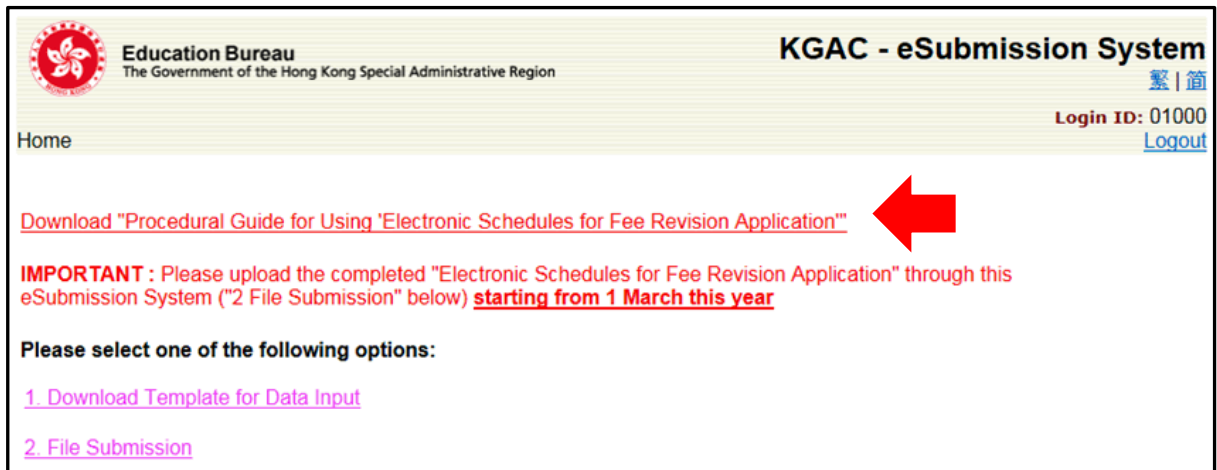 Education Bureau
The Government of the Hong Kong Special Administrative Region
KGAC - eSubmission System
繁 | 简
Login ID: 01000
Home
Logout
Download "Procedural Guide for Using 'Electronic Schedules for Fee Revision Application'"
IMPORTANT : Please upload the completed "Electronic Schedules for Fee Revision Application" through this
eSubmission System ("2 File Submission" below) starting from 1 March this year
Please select one of the following options:
1. Download Template for Data Input
2. File Submission